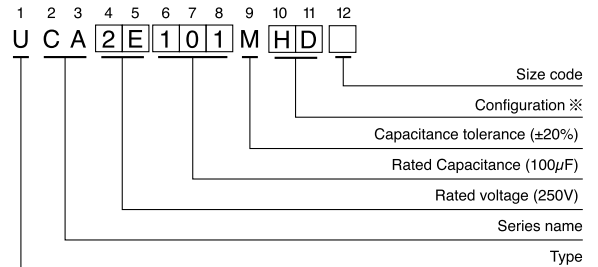 1 2 3 4 5 6 7 8 9 10 11 12
U C A 2 E 1 0 1 M H D
Size code
Configuration ※
Capacitance tolerance (±20%)
Rated Capacitance (100µF)
Rated voltage (250V)
Series name
Type